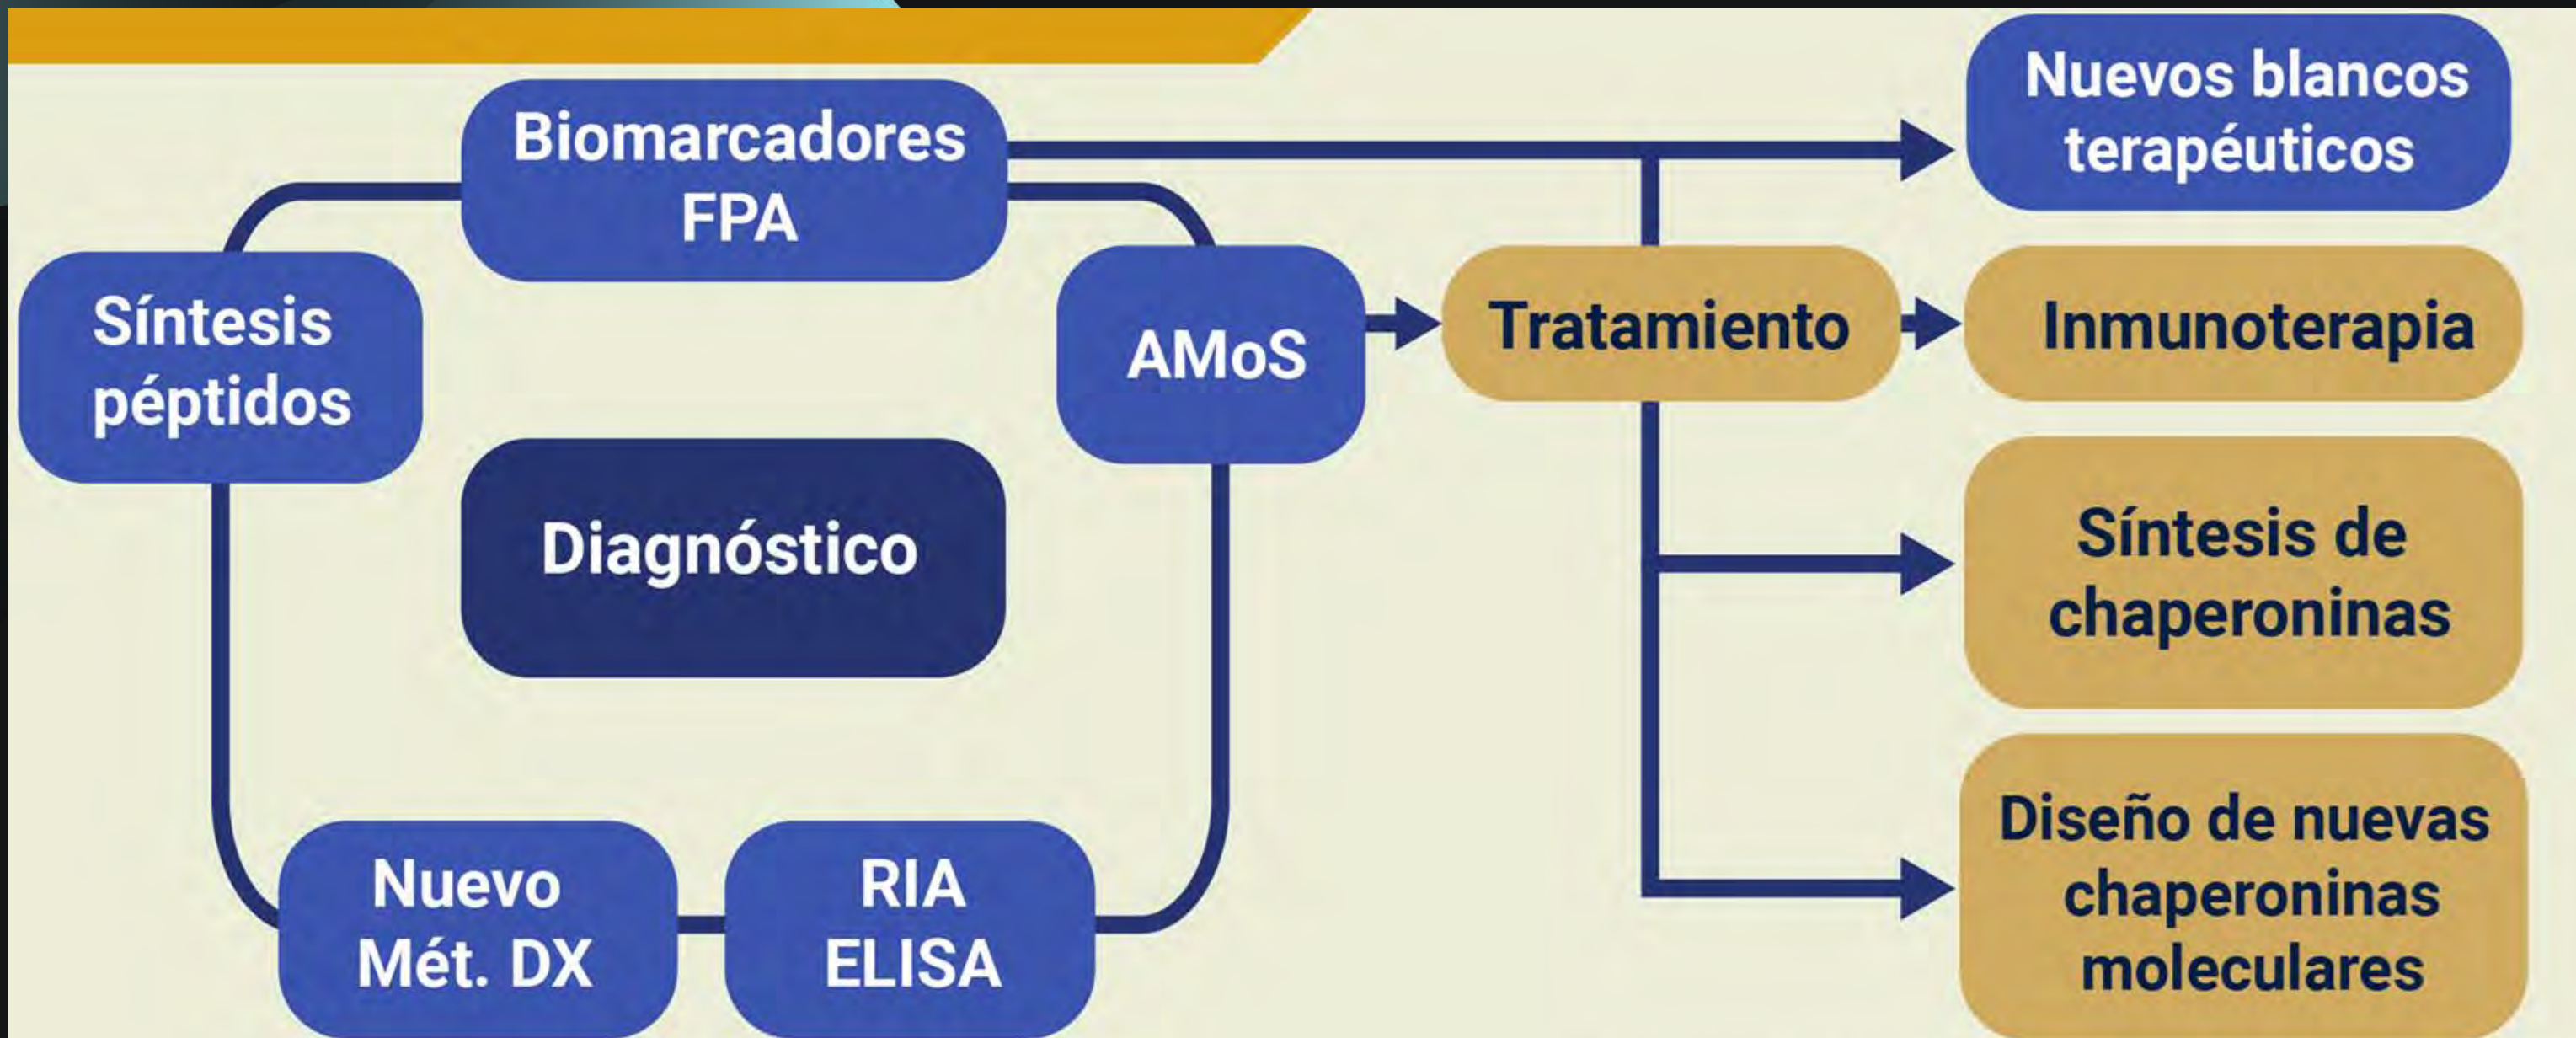 Biomarcadores
FPA
Síntesis
péptidos
AMoS
Diagnóstico
Nuevo
Mét. DX
RIA
ELISA
Tratamiento
Nuevos blancos
terapéuticos
Inmunoterapia
Síntesis de
chaperoninas
Diseño de nuevas
chaperoninas
moleculares